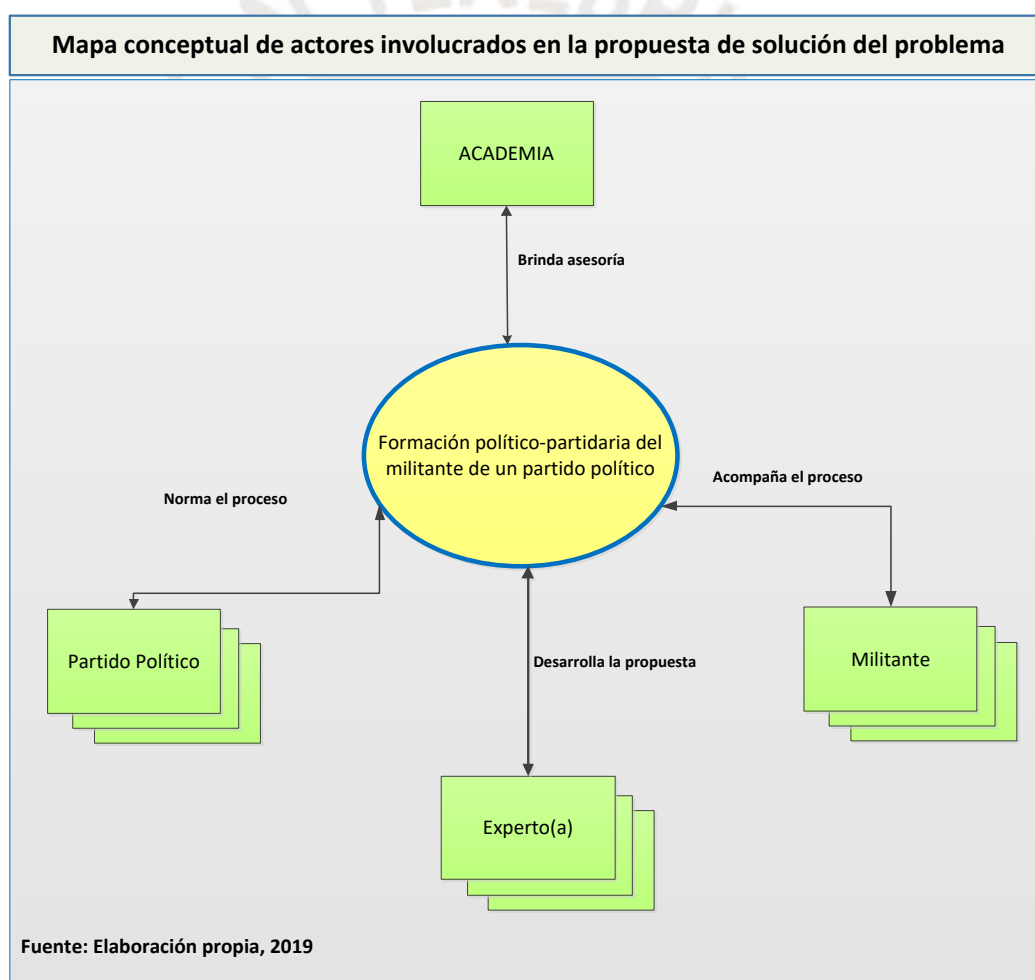 Mapa conceptual de actores involucrados en la propuesta de solución del problema
ACADEMIA
Brinda asesoría
Formación político-partidaria del
militante de un partido político
Acompaña el proceso
Norma el proceso
Partido Político
Desarrolla la propuesta
Militante
Experto(a)
Fuente: Elaboración propia, 2019